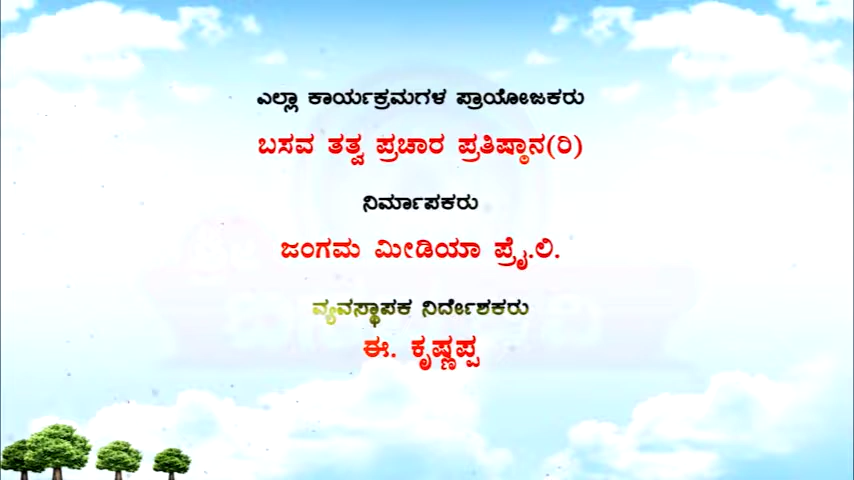 ಎಲ್ಲಾ ಕಾರ್ಯಕ್ರಮಗಳ ಪ್ರಾಯೋಜಕರು
ಬಸವ ತತ್ವ ಪ್ರಚಾರ ಪ್ರತಿಷ್ಠಾನ(ರಿ)
ನಿರ್ಮಾಪಕರು
ಜಂಗಮ ಮೀಡಿಯಾ ಪ್ರೈ.ಲಿ.
ವ್ಯವಸ್ಥಾಪಕ ನಿರ್ದೇಶಕರು
ಈ. ಕೃಷ್ಣಪ್ಪ